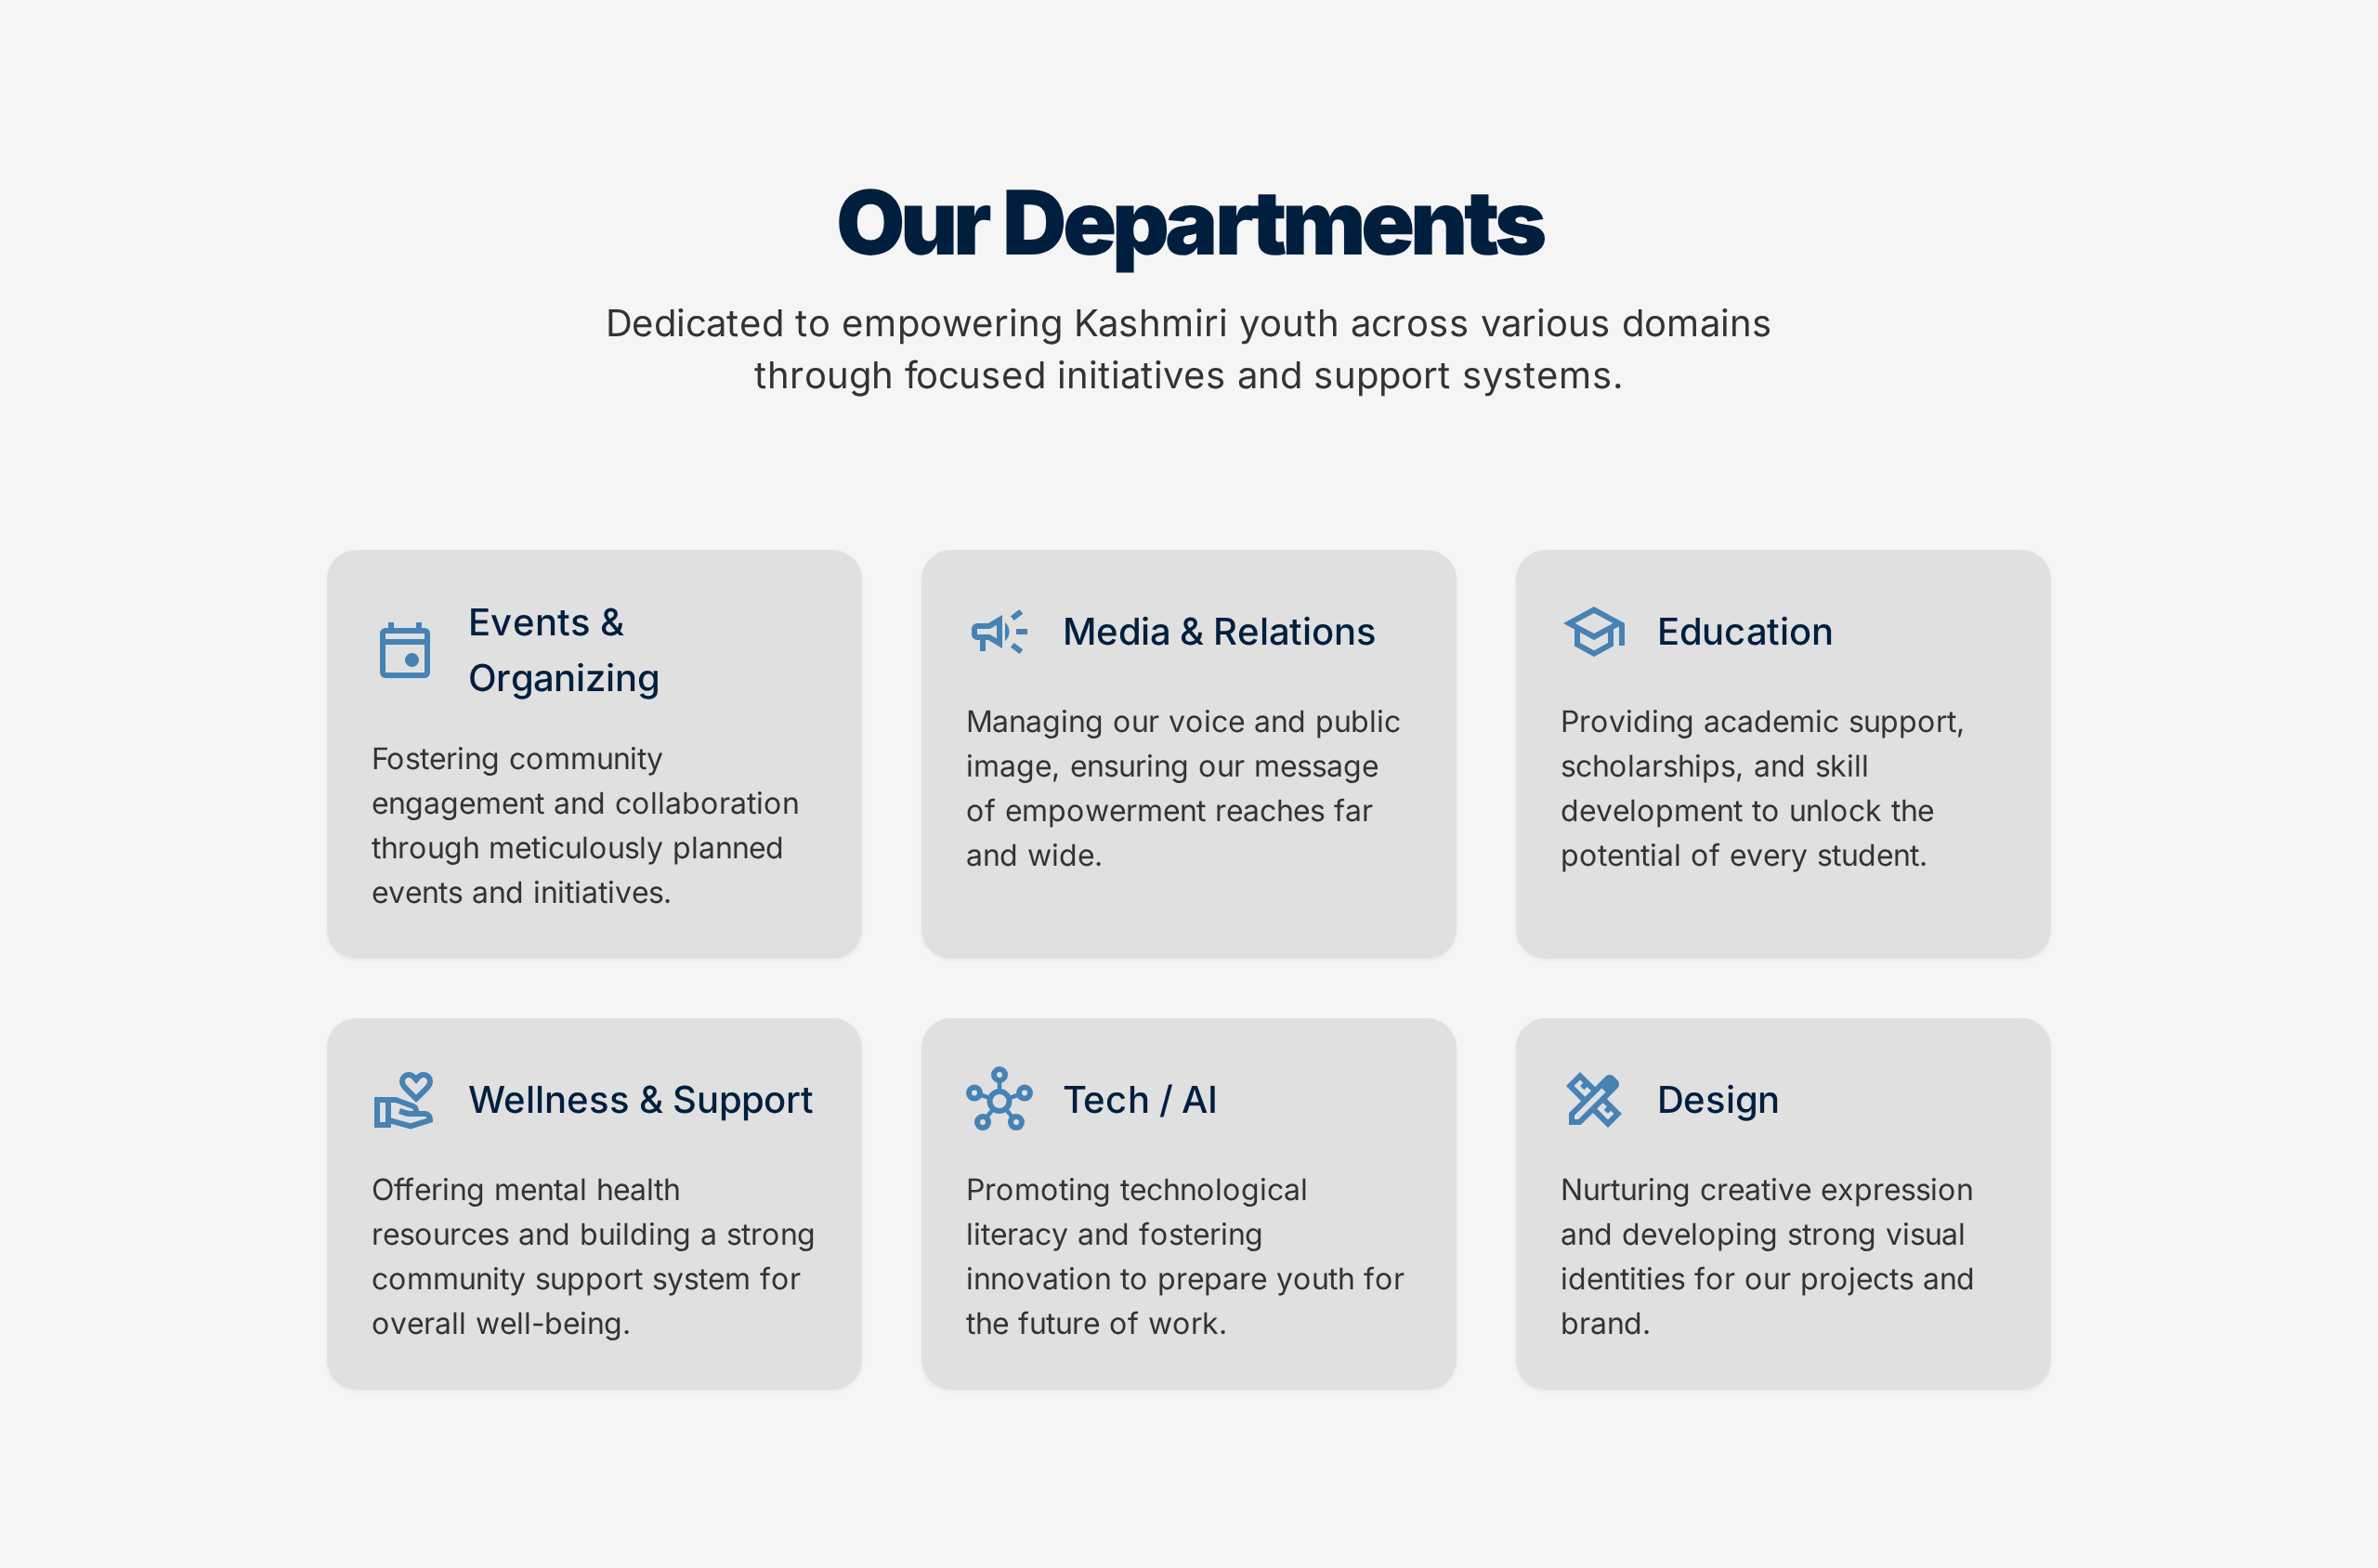 Our Departments
Dedicated to empowering Kashmiri youth across various domains
through focused initiatives and support systems.
Events &
Organizing
Fostering community
engagement and collaboration
through meticulously planned
events and initiatives.
Media & Relations
Managing our voice and public
image, ensuring our message
of empowerment reaches far
and wide.
Education
Providing academic support,
scholarships, and skill
development to unlock the
potential of every student.
Wellness & Support
Offering mental health
resources and building a strong
community support system for
overall well-being.
Tech / AI
Promoting technological
literacy and fostering
innovation to prepare youth for
the future of work.
Design
Nurturing creative expression
and developing strong visual
identities for our projects and
brand.